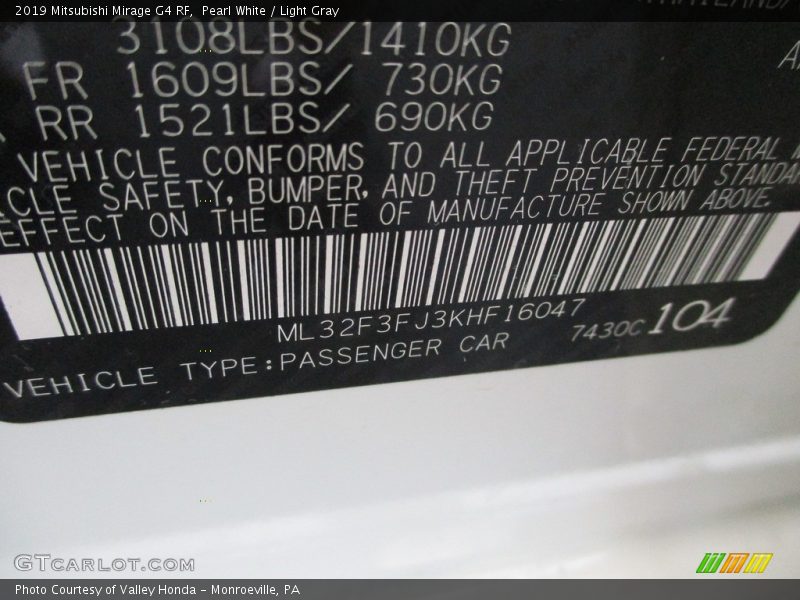 2019 Mitsubishi Mirage G4 RF, Pearl White / Light Gray
3108LBS/1410KG
FR 1609LBS/ 730KG
RR 1521LBS/ 690KG
VEHICLE CONFORMS TO ALL APPLICABLE FEDERAL
SAFETY, BUMPER, AND THEFT PREVENTION
EFFECT ON THE DATE OF MANUFACTURE SHOWN ABOVE.
ML32F3FJ3KHF16047
7430C 104
VEHICLE TYPE:PASSENGER CAR
GTCARLOT.COM
Photo Courtesy of Valley Honda – Monroeville, PA